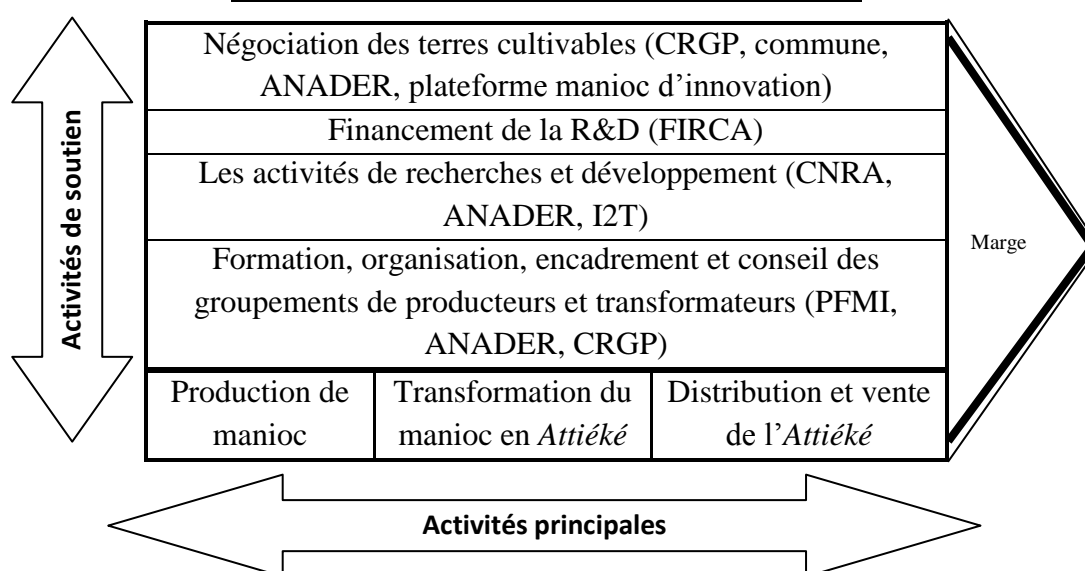 Négociation des terres cultivables (CRGP, commune,
ANADER, plateforme manioc d’innovation)
Financement de la R&D (FIRCA)
Les activités de recherches et développement (CNRA,
ANADER, I2T)
Formation, organisation, encadrement et conseil des
groupements de producteurs et transformateurs (PFMI,
ANADER, CRGP)
Production de
manioc
Transformation du
manioc en Attiéké
Distribution et vente
de l’Attiéké
Activités de soutien
Marge
Activités principales